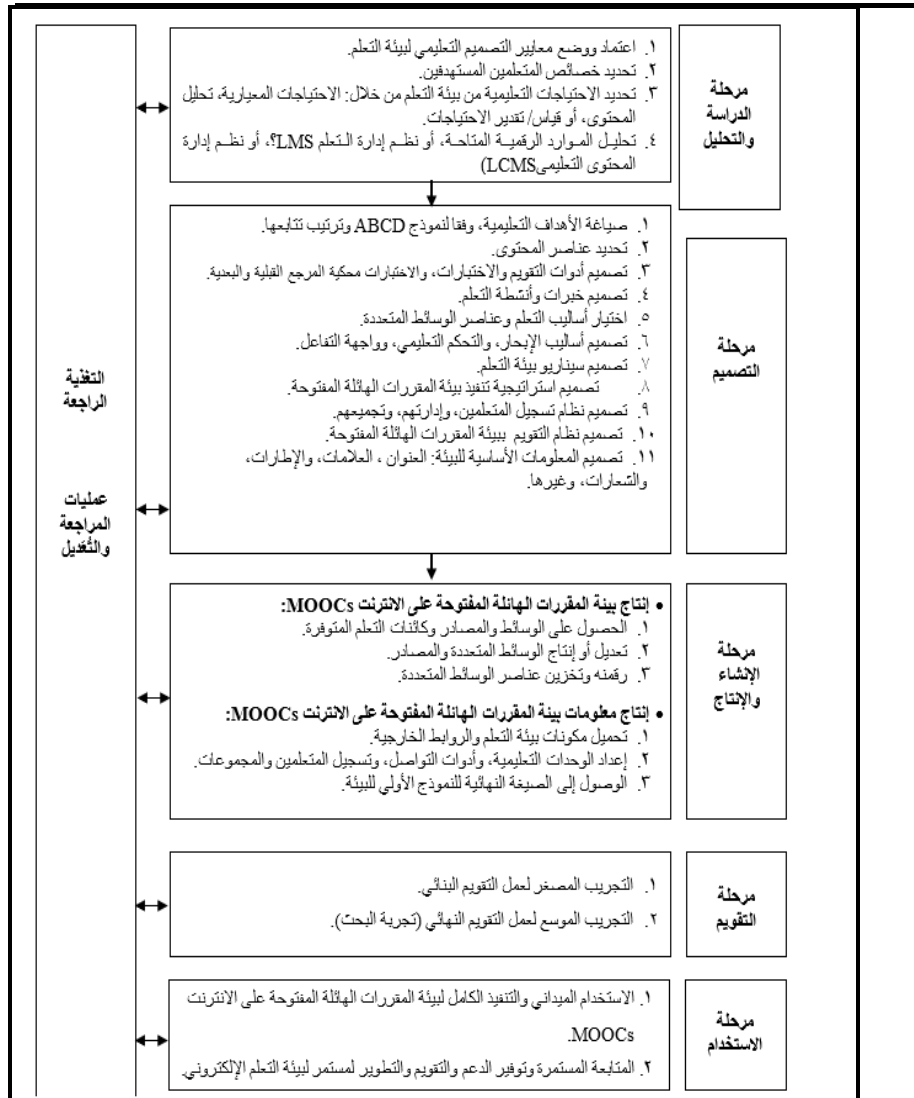 مرحلة
الدراسة
والتحليل
١. اعتماد ووضع معايير التصميم التعليمي لبيئة التعلم.
٢. تحديد خصائص المتعلمين المستهدفين.
٣. تحديد الاحتياجات التعليمية من بيئة التعلم من خلال: الاحتياجات المعيارية، تحليل
المحتوى، أو قياس/ تقدير الاحتياجات.
٤. تحليل الموارد الرقمية المتاحة، أو نظم إدارة التعلم LMS؟، أو نظم إدارة
المحتوى التعليمى LCMS)
مرحلة
التصميم
١. صياغة الأهداف التعليمية، وفقا لنموذج ABCD وترتيب تتابعها.
٢. تحديد عناصر المحتوى.
٣. تصميم أدوات التقويم والاختبارات، والاختبارات محكية المرجع القبلية والبعدية.
٤. تصميم خبرات وأنشطة التعلم.
٥. اختيار أساليب التعلم وعناصر الوسائط المتعددة.
٦. تصميم أساليب الإبحار، والتحكم التعليمي، وواجهة التفاعل.
٧. تصميم سيناريو بيئة التعلم.
٨. تصميم استراتيجية تنفيذ بيئة المقررات الهائلة المفتوحة.
٩. تصميم نظام تسجيل المتعلمين، وإدارتهم، وتجميعهم.
١٠. تصميم نظام التقويم ببيئة المقررات الهائلة المفتوحة.
١١. تصميم المعلومات الأساسية للبيئة: العنوان ، العلامات، والإطارات،
والشعارات، وغيرها.
مرحلة
الإنشاء
والإنتاج
• إنتاج بيئة المقررات الهائلة المفتوحة على الانترنت MOOCs:
١. الحصول على الوسائط والمصادر وكائنات التعلم المتوفرة.
٢. تعديل أو إنتاج الوسائط المتعددة والمصادر.
٣. رقمنه وتخزين عناصر الوسائط المتعددة.
• إنتاج معلومات بيئة المقررات الهائلة المفتوحة على الانترنت MOOCs:
١. تحميل مكونات بيئة التعلم والروابط الخارجية.
٢. إعداد الوحدات التعليمية، وأدوات التواصل، وتسجيل المتعلمين والمجموعات.
٣. الوصول إلى الصيغة النهائية للنموذج الأولي للبيئة.
مرحلة
التقويم
١. التجريب المصغر لعمل التقويم البنائي.
٢. التجريب الموسع لعمل التقويم النهائي (تجربة البحث).
مرحلة
الاستخدام
١. الاستخدام الميداني والتنفيذ الكامل لبيئة المقررات الهائلة المفتوحة على الانترنت
MOOCs.
٢. المتابعة المستمرة وتوفير الدعم والتقويم والتطوير لمستمر لبيئة التعلم الإلكتروني.
التغذية
الراجعة
عمليات
المراجعة
والتُعَديل